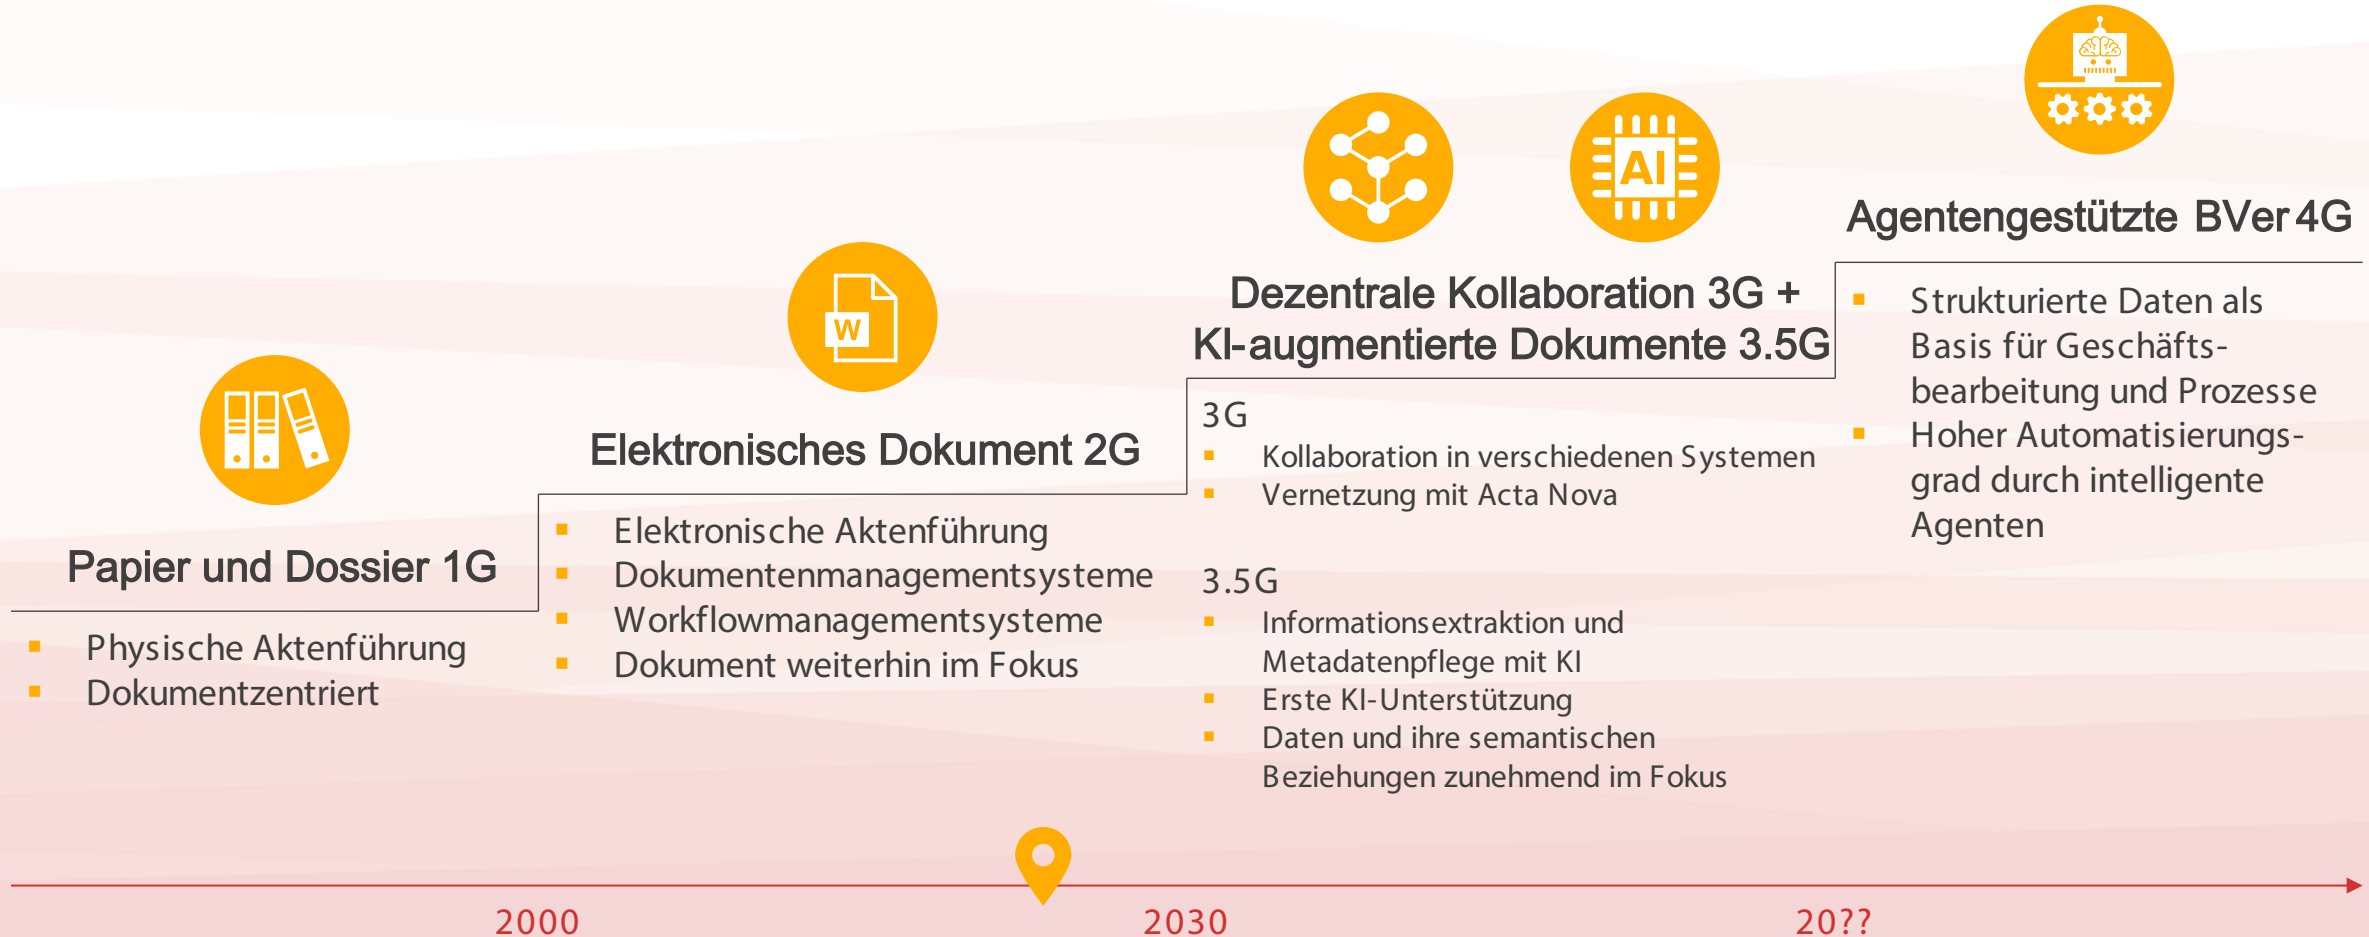 Papier und Dossier 1G
Physische Aktenführung
Dokumentzentriert
W
Elektronisches Dokument 2G
Elektronische Aktenführung
Dokumentenmanagementsysteme
Workflowmanagementsysteme
Dokument weiterhin im Fokus
AI
Dezentrale Kollaboration 3G +
KI-augmentierte Dokumente 3.5G
3G
Kollaboration in verschiedenen Systemen
Vernetzung mit Acta Nova
3.5G
Informationsextraktion und
Metadatenpflege mit KI
Erste KI-Unterstützung
Daten und ihre semantischen
Beziehungen zunehmend im Fokus
Agentengestützte BVer 4G
Strukturierte Daten als
Basis für Geschäfts-
bearbeitung und Prozesse
Hoher Automatisierungs-
grad durch intelligente
Agenten
2000
2030
20??